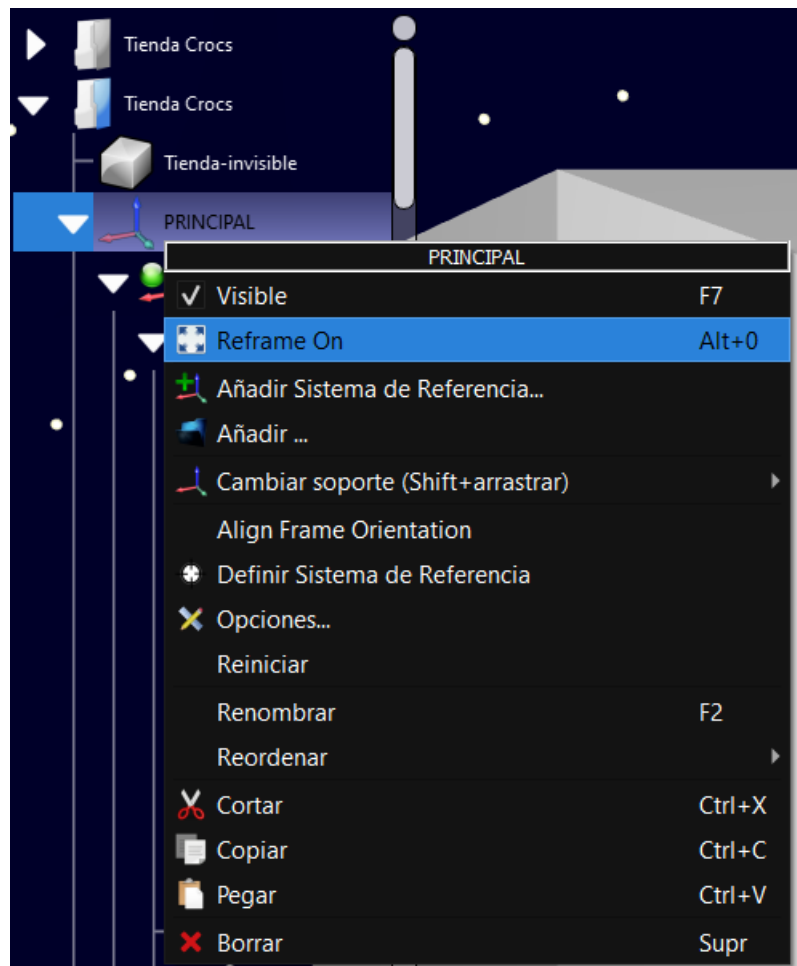 Tienda Crocs
Tienda Crocs
Tienda-invisible
PRINCIPAL
PRINCIPAL
Visible F7
Reframe On Alt+0
Añadir Sistema de Referencia...
Añadir ...
Cambiar soporte (Shift+arrastrar)
Align Frame Orientation
Definir Sistema de Referencia
Opciones...
Reiniciar
Renombrar F2
Reordenar
Cortar Ctrl+X
Copiar Ctrl+C
Pegar Ctrl+V
Borrar Supr